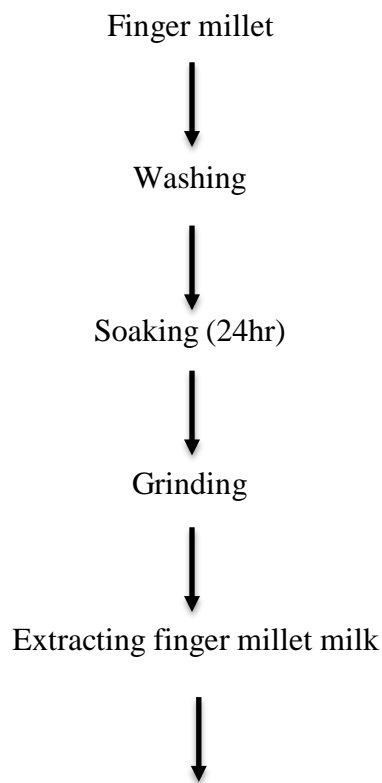 Finger millet
Washing
Soaking (24hr)
Grinding
Extracting finger millet milk